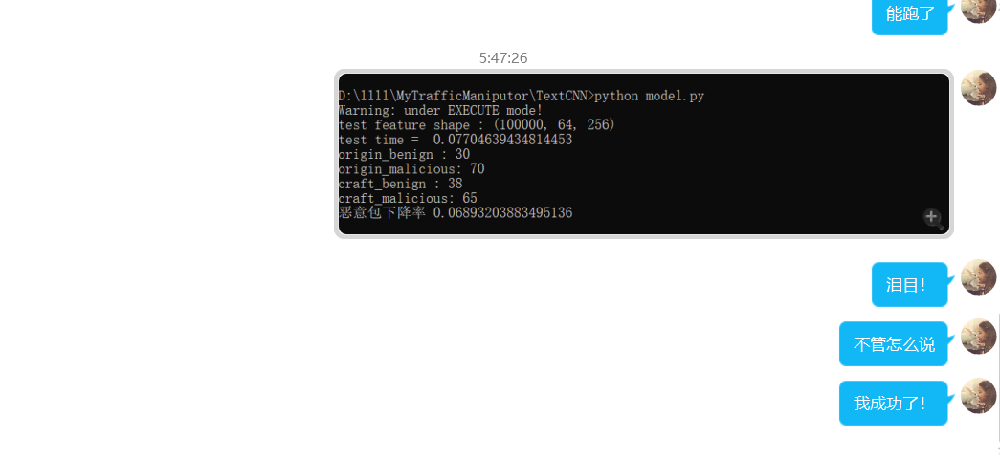 能跑了
5:47:26
D:\llll\MyTrafficManiputor\TextCNN>python model.py
Warning: under EXECUTE mode!
test feature shape : (100000, 64, 256)
test time =  0.07704639434814453
origin_benign : 30
origin_malicious: 70
craft_benign : 38
craft_malicious: 65
恶意包下降率 0.06893203883495136
泪目!
不管怎么说
我成功了!